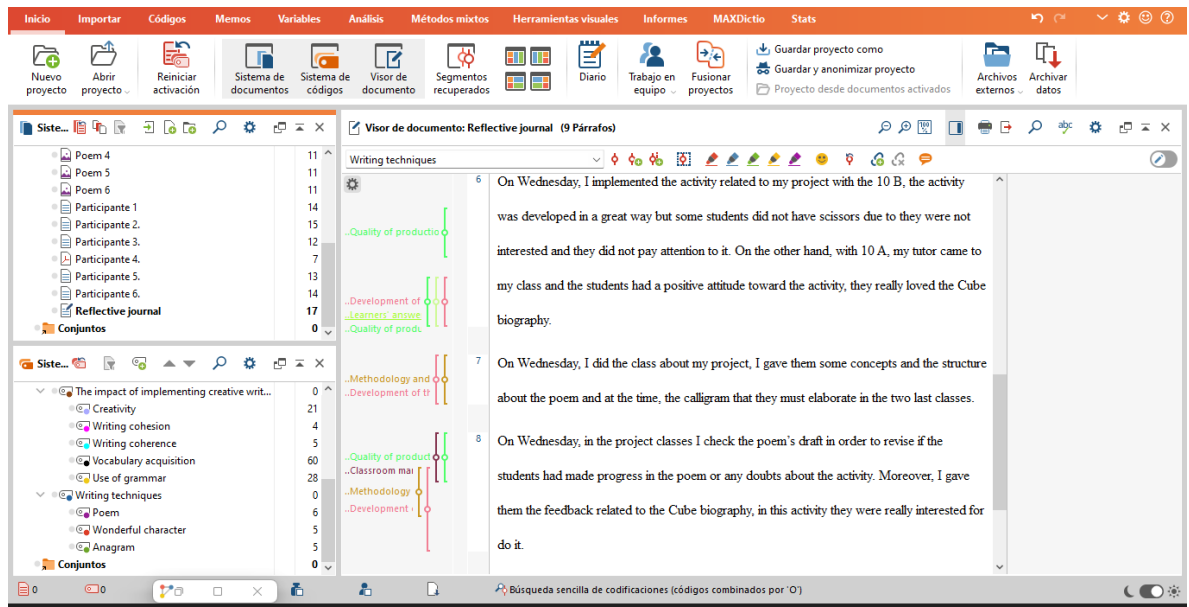 Inicio Importar Códigos Memos Variables Análisis Métodos mixtos Herramientas visuales Informes MAXDictio Stats
Nuevo proyecto
Abrir proyecto
Reiniciar activación
Sistema de documentos
Sistema de códigos
Visor de documento
Segmentos recuperados
Diario
Trabajo en equipo
Fusionar proyectos
Guardar proyecto como
Guardar y anonimizar proyecto
Proyecto desde documentos activados
Archivos externos
Archivar datos
Siste...
Poem 4 11
Poem 5 11
Poem 6 11
Participante 1 14
Participante 2. 15
Participante 3. 12
Participante 4. 7
Participante 5. 13
Participante 6. 14
Reflective journal 17
Conjuntos 0
Siste...
The impact of implementing creative writ... 0
Creativity 21
Writing cohesion 4
Writing coherence 5
Vocabulary acquisition 60
Use of grammar 28
Writing techniques 0
Poem 6
Wonderful character 5
Anagram 5
Conjuntos 0
0 0
Visor de documento: Reflective journal (9 Párrafos)
100
abc
Writing techniques
..Quality of productio
..Development of
..Learners' answe
..Quality of produ
..Methodology and
..Development of th
..Quality of product
..Classroom mar
..Methodology
..Development
6 On Wednesday, I implemented the activity related to my project with the 10 B, the activity
was developed in a great way but some students did not have scissors due to they were not
interested and they did not pay attention to it. On the other hand, with 10 A, my tutor came to
my class and the students had a positive attitude toward the activity, they really loved the Cube
biography.
7 On Wednesday, I did the class about my project, I gave them some concepts and the structure
about the poem and at the time, the calligram that they must elaborate in the two last classes.
8 On Wednesday, in the project classes I check the poem's draft in order to revise if the
students had made progress in the poem or any doubts about the activity. Moreover, I gave
them the feedback related to the Cube biography, in this activity they were really interested for
do it.
Búsqueda sencilla de codificaciones (códigos combinados por 'O')